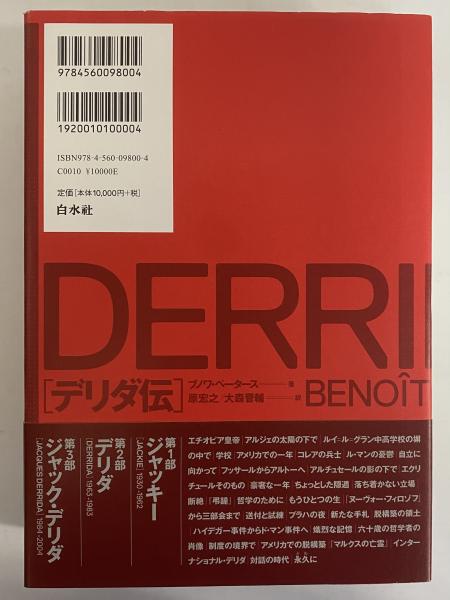 9784560098004
1920010100004
ISBN978-4-560-09800-4
C0010 ¥10000E
定価[本体10,000円+税]
白水社
DERRI
[デリダ伝]
ブノワ・ペータース——著
原宏之/大森晋輔——訳
BENOÎT
第1部
ジャッキー
[JACKIE] 1930-1962
第2部
デリダ
[DERRIDA] 1963-1983
第3部
ジャック・デリダ
[JACQUES DERRIDA] 1984-2004
エチオピア皇帝│アルジェの太陽の下で│ルイ=ル=グラン中高学校の塀
の中で│学校│アメリカでの一年│コレアの兵士│ル・マンの憂鬱│自立に
向かって│フッサールからアルトーへ│アルチュセールの影の下で│エクリ
チュールそのもの│豪奢な一年│ちょっとした隠遁│落ち着かない立場│
断絶│『弔鐘』│哲学のために│もうひとつの生│『ヌーヴォー・フィロゾフ』
から三部会まで│送付と試練│プラハの夜│新たな手札│脱構築の領土
│ハイデガー事件からド・マン事件へ│熾烈な記憶│六十歳の哲学者の
肖像│制度の境界で│アメリカでの脱構築│『マルクスの亡霊』│インター
ナショナル・デリダ│対話の時代│永久に